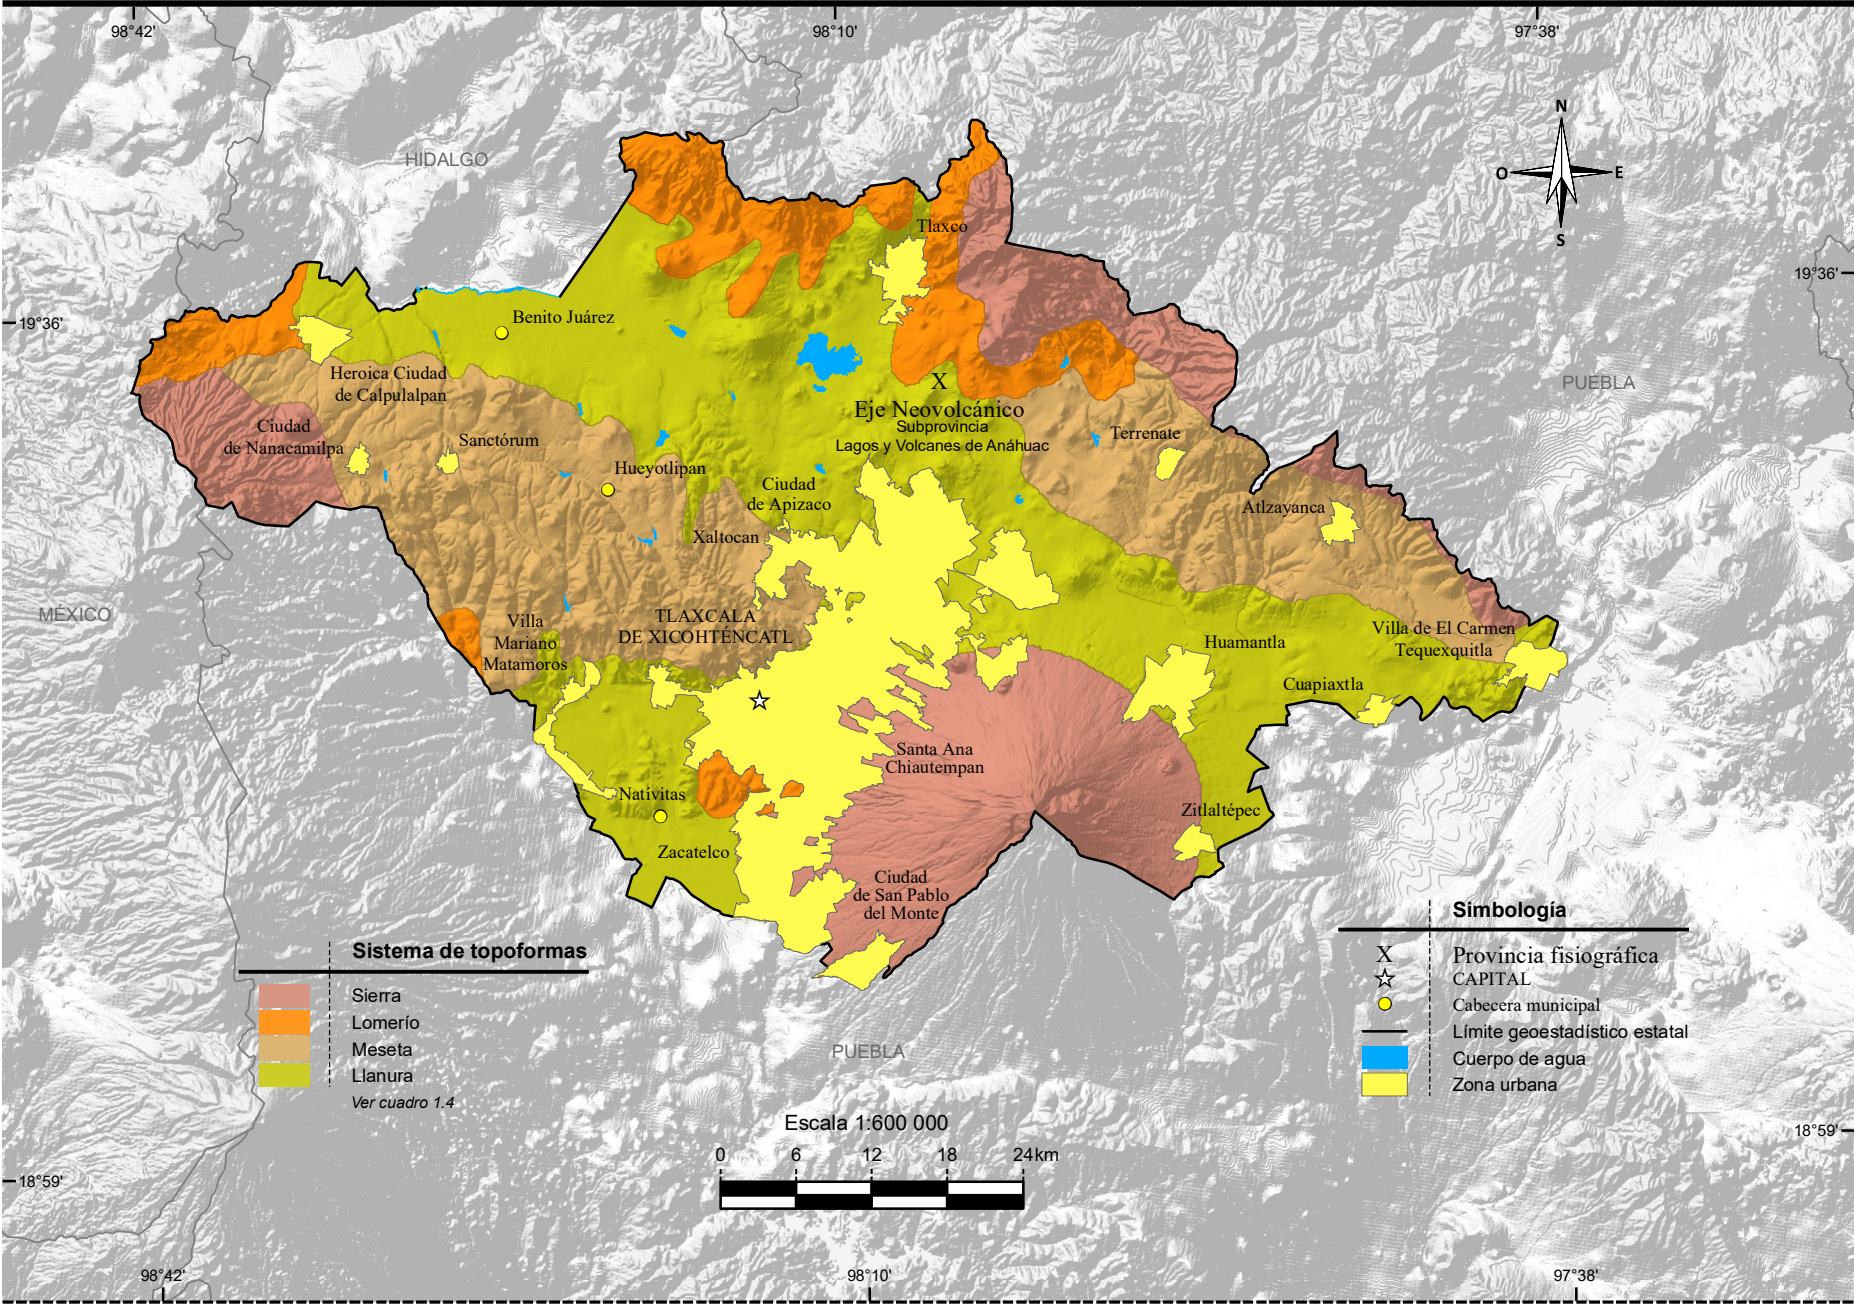 98°42'
98°10'
97°38'
HIDALGO
N
O
E
S
Tlaxco
19°36'
19°36'
Benito Juárez
Heroica Ciudad
de Calpulalpan
X
PUEBLA
Eje Neovolcánico
Subprovincia
Lagos y Volcanes de Anáhuac
Ciudad
de Nanacamilpa
Sanctórum
Terrenate
Hueyotlipan
Ciudad
de Apizaco
Atlzayanca
Xaltocan
MÉXICO
TLAXCALA
DE XICOHTÉNCATL
Villa
Mariano
Matamoros
Huamantla
Villa de El Carmen
Tequexquitla
Cuapiaxtla
Santa Ana
Chiautempan
Natívitas
Zitlaltépec
Zacatelco
Ciudad
de San Pablo
del Monte
Sistema de topoformas
Sierra
Lomerío
Meseta
Llanura
Ver cuadro 1.4
Simbología
X
Provincia fisiográfica
CAPITAL
Cabecera municipal
Límite geoestadístico estatal
Cuerpo de agua
Zona urbana
PUEBLA
Escala 1:600 000
0 6 12 18 24 km
18°59'
18°59'
98°42'
98°10'
97°38'